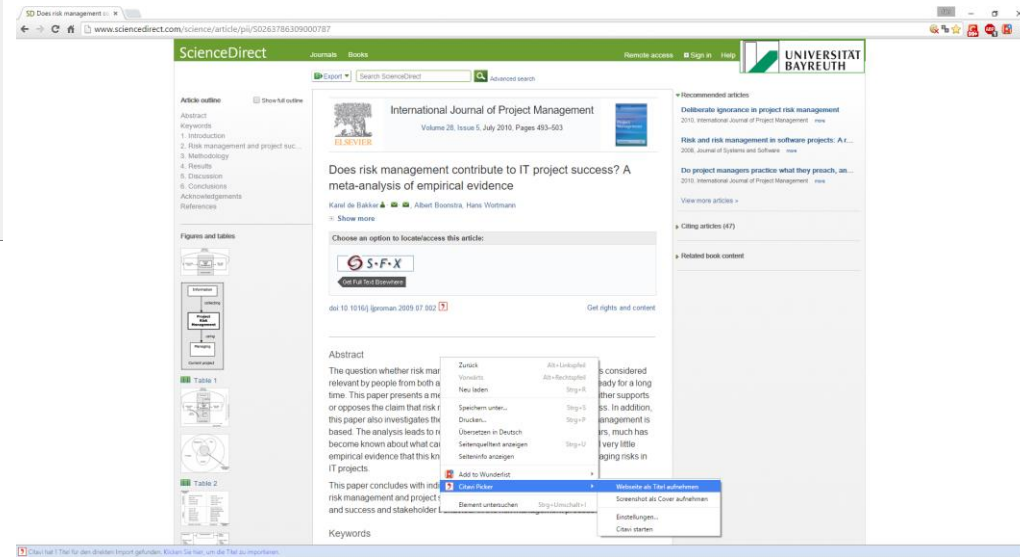 SD Does risk management su
www.sciencedirect.com/science/article/pii/S0263786309000787
ScienceDirect
Journals Books
Remote access Sign in Help
UNIVERSITÄT
BAYREUTH
Export
Search ScienceDirect
Advanced search
Article outline
Show full outline
Abstract
Keywords
1. Introduction
2. Risk management and project suc...
3. Methodology
4. Results
5. Discussion
6. Conclusions
Acknowledgements
References
Figures and tables
Information
collecting
Project
Risk
Management
using
Managing
current project
Table 1
Table 2
ELSEVIER
International Journal of Project Management
Volume 28, Issue 5, July 2010, Pages 493–503
Does risk management contribute to IT project success? A
meta-analysis of empirical evidence
Karel de Bakker, Albert Boonstra, Hans Wortmann
Show more
Choose an option to locate/access this article:
S·F·X
Get Full Text Elsewhere
doi:10.1016/j.ijproman.2009.07.002
Get rights and content
Abstract
The question whether risk mar s considered
relevant by people from both a eady for a long
time. This paper presents a me ither supports
or opposes the claim that risk r ss. In addition,
this paper also investigates the anagement is
based. The analysis leads to re rs, much has
become known about what cau l very little
empirical evidence that this kn aging risks in
IT projects.
This paper concludes with indi
risk management and project s
and success and stakeholder
Keywords
Zurück Alt+Linkspfeil
Vorwärts Alt+Rechtspfeil
Neu laden Strg+R
Speichern unter... Strg+S
Drucken... Strg+P
Übersetzen in Deutsch
Seitenquelltext anzeigen Strg+U
Seiteninfo anzeigen
Add to Wunderlist
Citavi Picker
Element untersuchen Strg+Umschalt+I
Webseite als Titel aufnehmen
Screenshot als Cover aufnehmen
Einstellungen...
Citavi starten
Recommended articles
Deliberate ignorance in project risk management
2010, International Journal of Project Management more
Risk and risk management in software projects: A r...
2008, Journal of Systems and Software more
Do project managers practice what they preach, an...
2010, International Journal of Project Management more
View more articles »
Citing articles (47)
Related book content
Citavi hat 1 Titel für den direkten Import gefunden. Klicken Sie hier, um die Titel zu importieren.